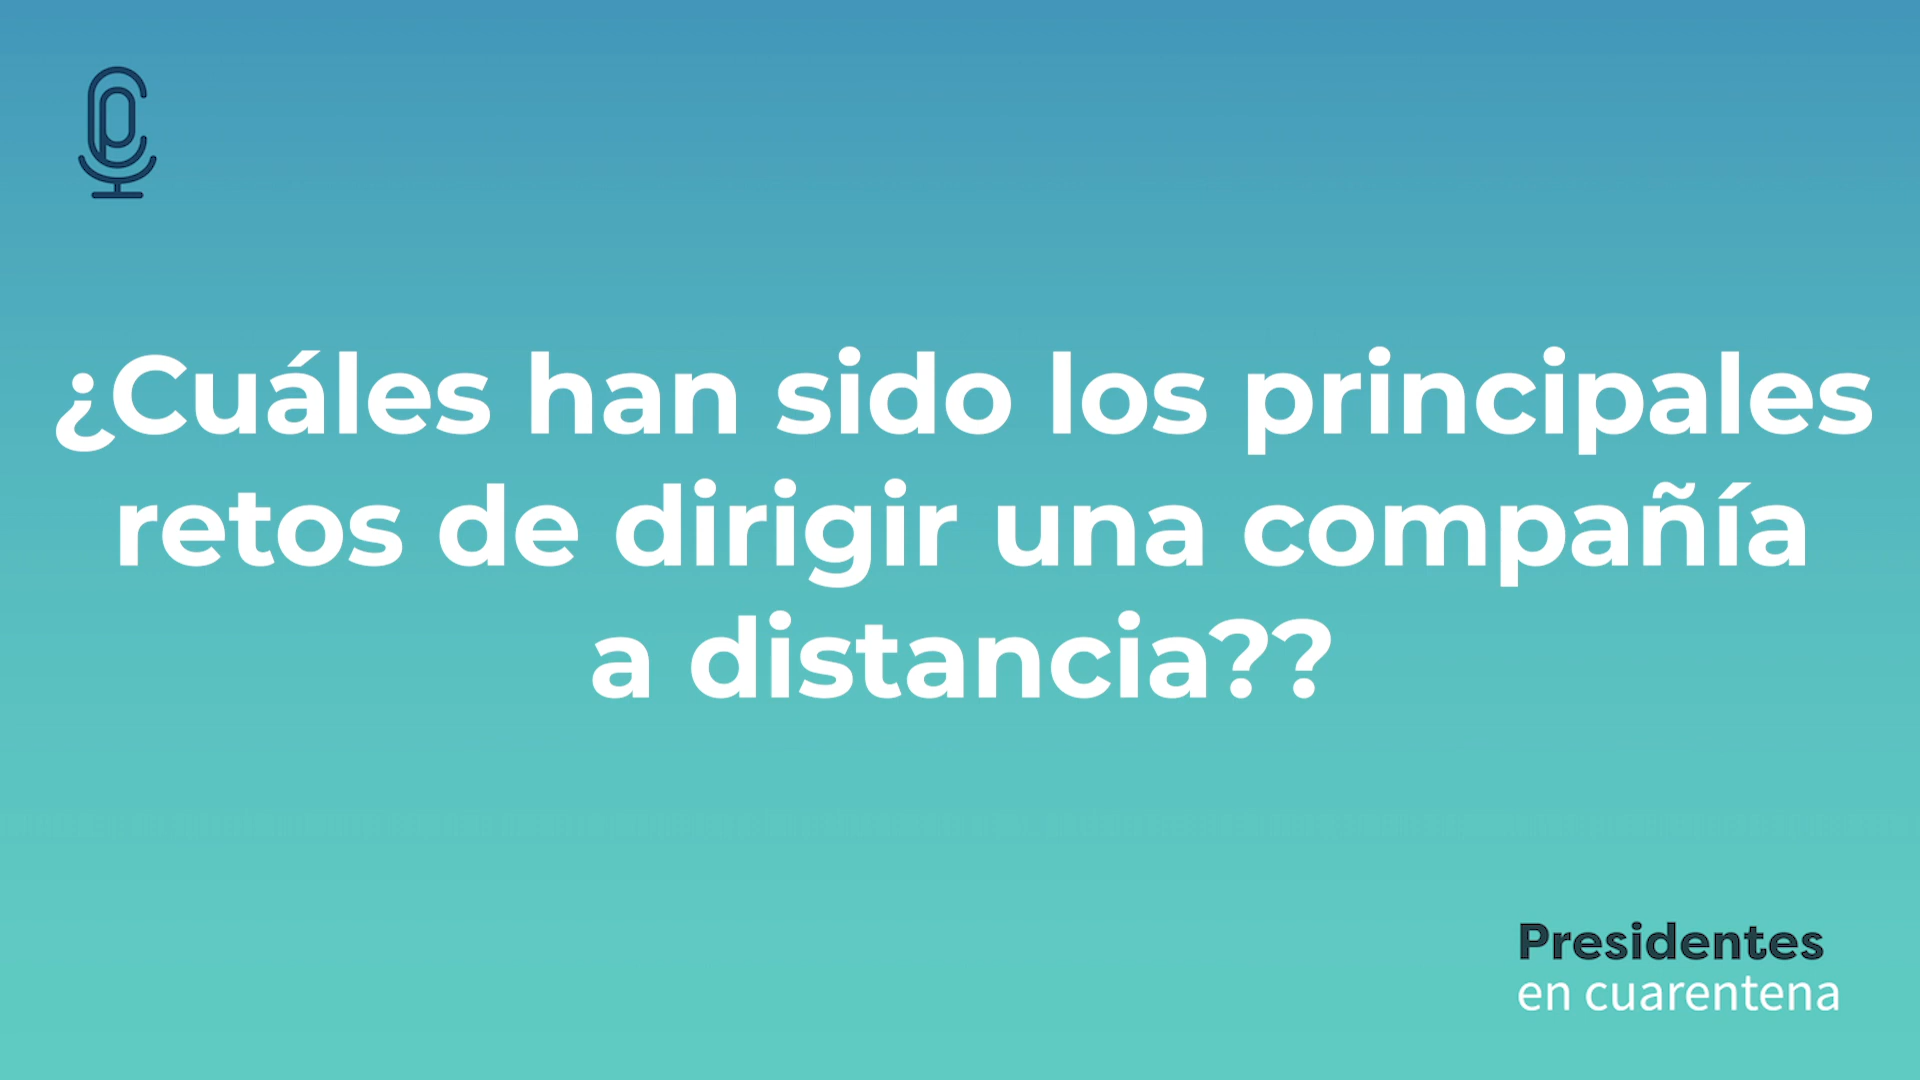 ¿Cuáles han sido los principales
retos de dirigir una compañía
a distancia??
Presidentes
en cuarentena